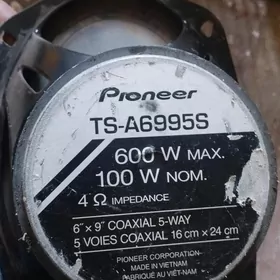 Pioneer
TS-A6995S
600 W MAX.
100 W NOM.
4 Ω IMPEDANCE
6" x 9" COAXIAL 5-WAY
5 VOIES COAXIAL 16 cm x 24 cm
PIONEER CORPORATION
MADE IN VIETNAM
FABRIQUÉ AU VIÊT-NAM